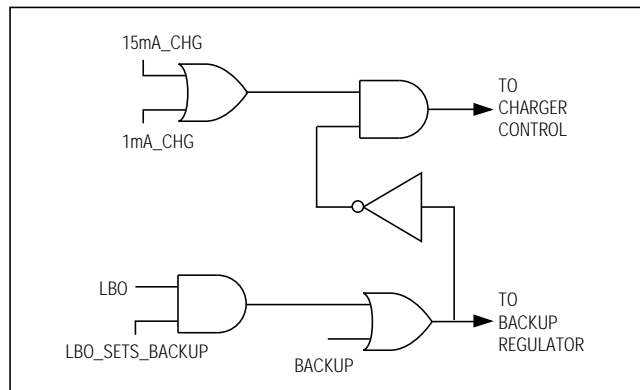 15mA_CHG
1mA_CHG
TO
CHARGER
CONTROL
LBO
LBO_SETS_BACKUP
BACKUP
TO
BACKUP
REGULATOR